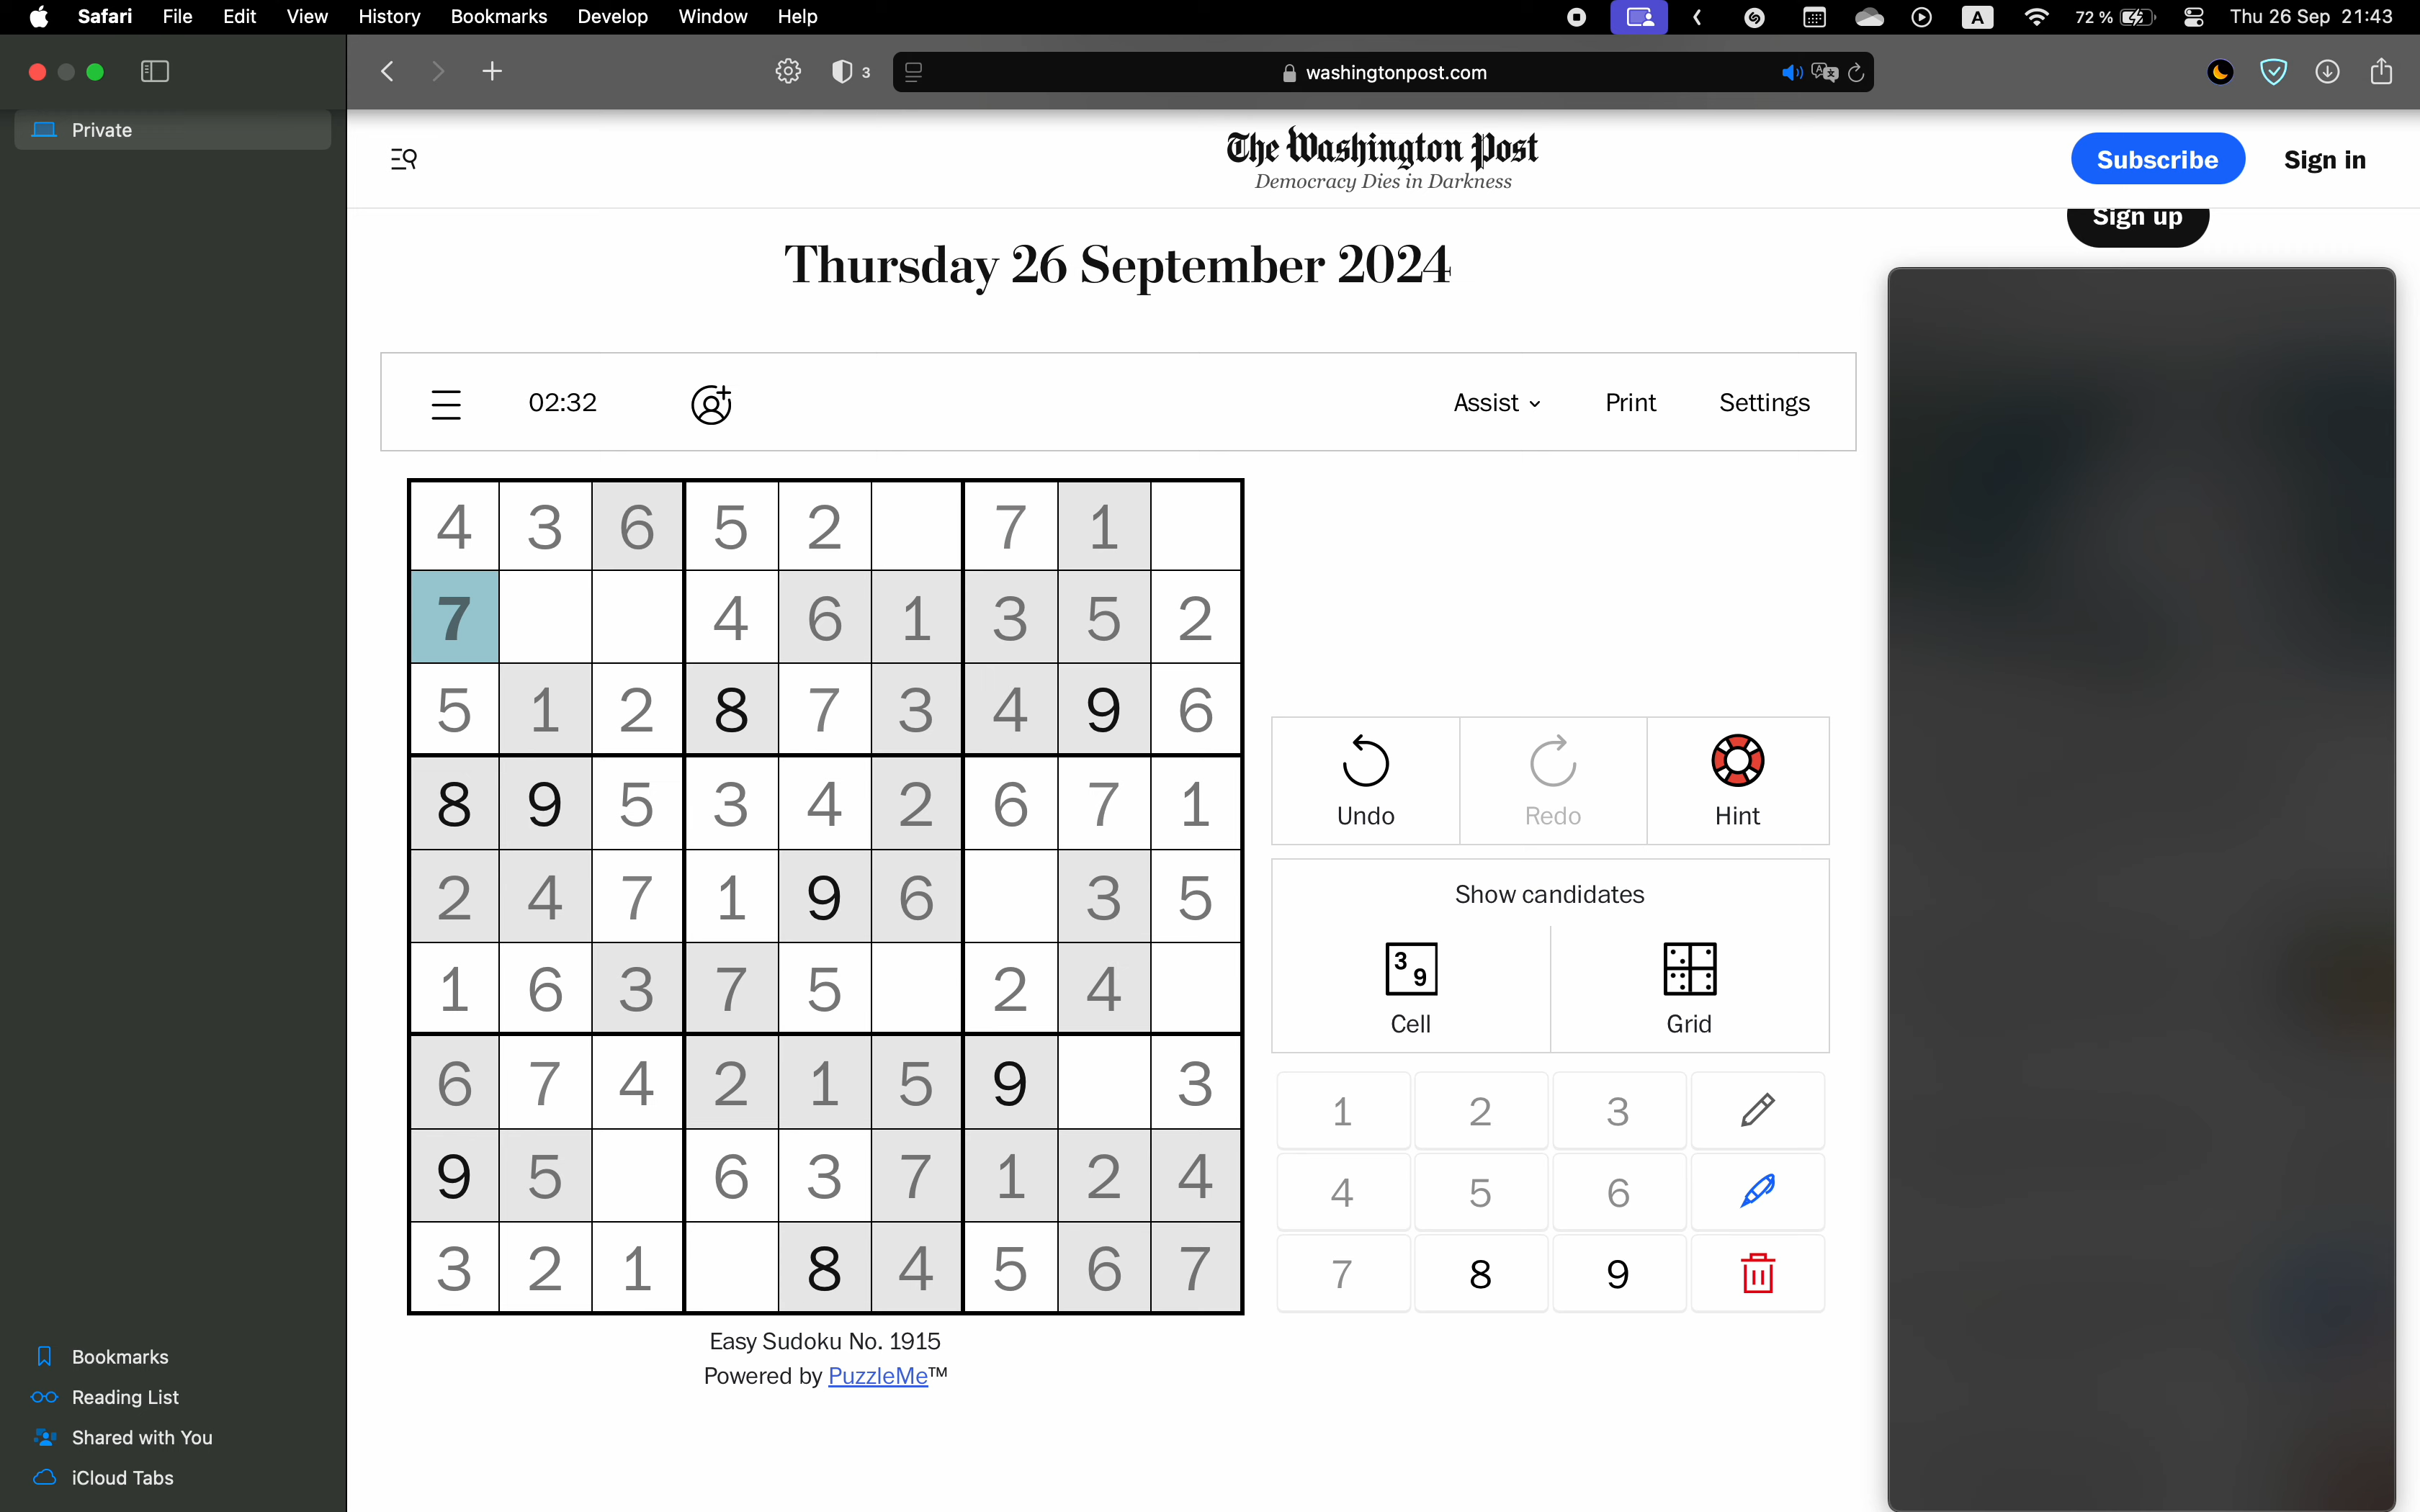 Safari File Edit View History Bookmarks Develop Window Help A 72 % Thu 26 Sep 21:43
3 washingtonpost.com
Private
The Washington Post
Democracy Dies in Darkness
Subscribe Sign in
Sign up
Thursday 26 September 2024
02:32 Assist Print Settings
4 3 6 5 2 7 1
7 4 6 1 3 5 2
5 1 2 8 7 3 4 9 6
8 9 5 3 4 2 6 7 1
2 4 7 1 9 6 3 5
1 6 3 7 5 2 4
6 7 4 2 1 5 9 3
9 5 6 3 7 1 2 4
3 2 1 8 4 5 6 7
Undo Redo Hint
Show candidates
3 9
Cell Grid
1 2 3
4 5 6
7 8 9
Easy Sudoku No. 1915
Powered by PuzzleMe™
Bookmarks
Reading List
Shared with You
iCloud Tabs